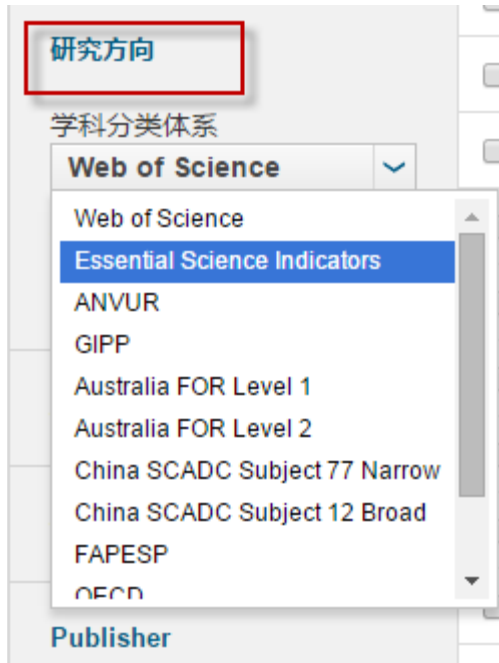 研究方向
学科分类体系
Web of Science
Web of Science
Essential Science Indicators
ANVUR
GIPP
Australia FOR Level 1
Australia FOR Level 2
China SCADC Subject 77 Narrow
China SCADC Subject 12 Broad
FAPESP
OECD
Publisher